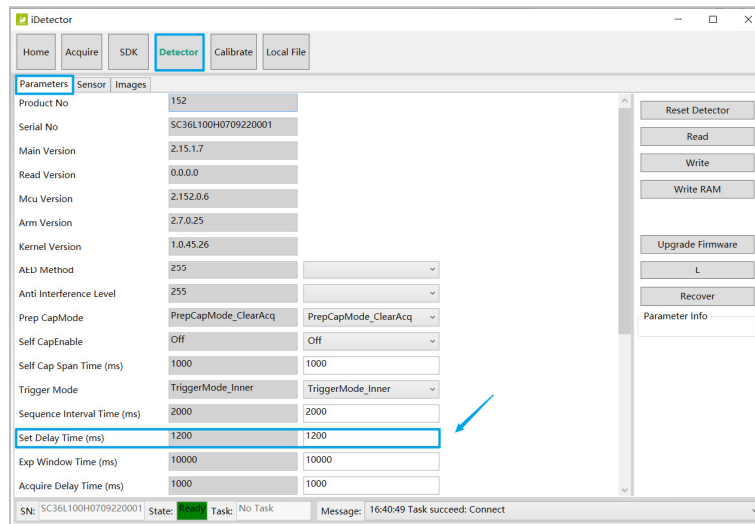 iDetector
Home Acquire SDK Detector Calibrate Local File
Parameters Sensor Images
Product No 152
Serial No SC36L100H0709220001
Main Version 2.15.1.7
Read Version 0.0.0.0
Mcu Version 2.152.0.6
Arm Version 2.7.0.25
Kernel Version 1.0.45.26
AED Method 255
Anti Interference Level 255
Prep CapMode PrepCapMode_ClearAcq PrepCapMode_ClearAcq
Self CapEnable Off Off
Self Cap Span Time (ms) 1000 1000
Trigger Mode TriggerMode_Inner TriggerMode_Inner
Sequence Interval Time (ms) 2000 2000
Set Delay Time (ms) 1200 1200
Exp Window Time (ms) 10000 10000
Acquire Delay Time (ms) 1000 1000
Reset Detector
Read
Write
Write RAM
Upgrade Firmware
L
Recover
Parameter Info
SN: SC36L100H0709220001 State: Ready Task: No Task Message: 16:40:49 Task succeed: Connect